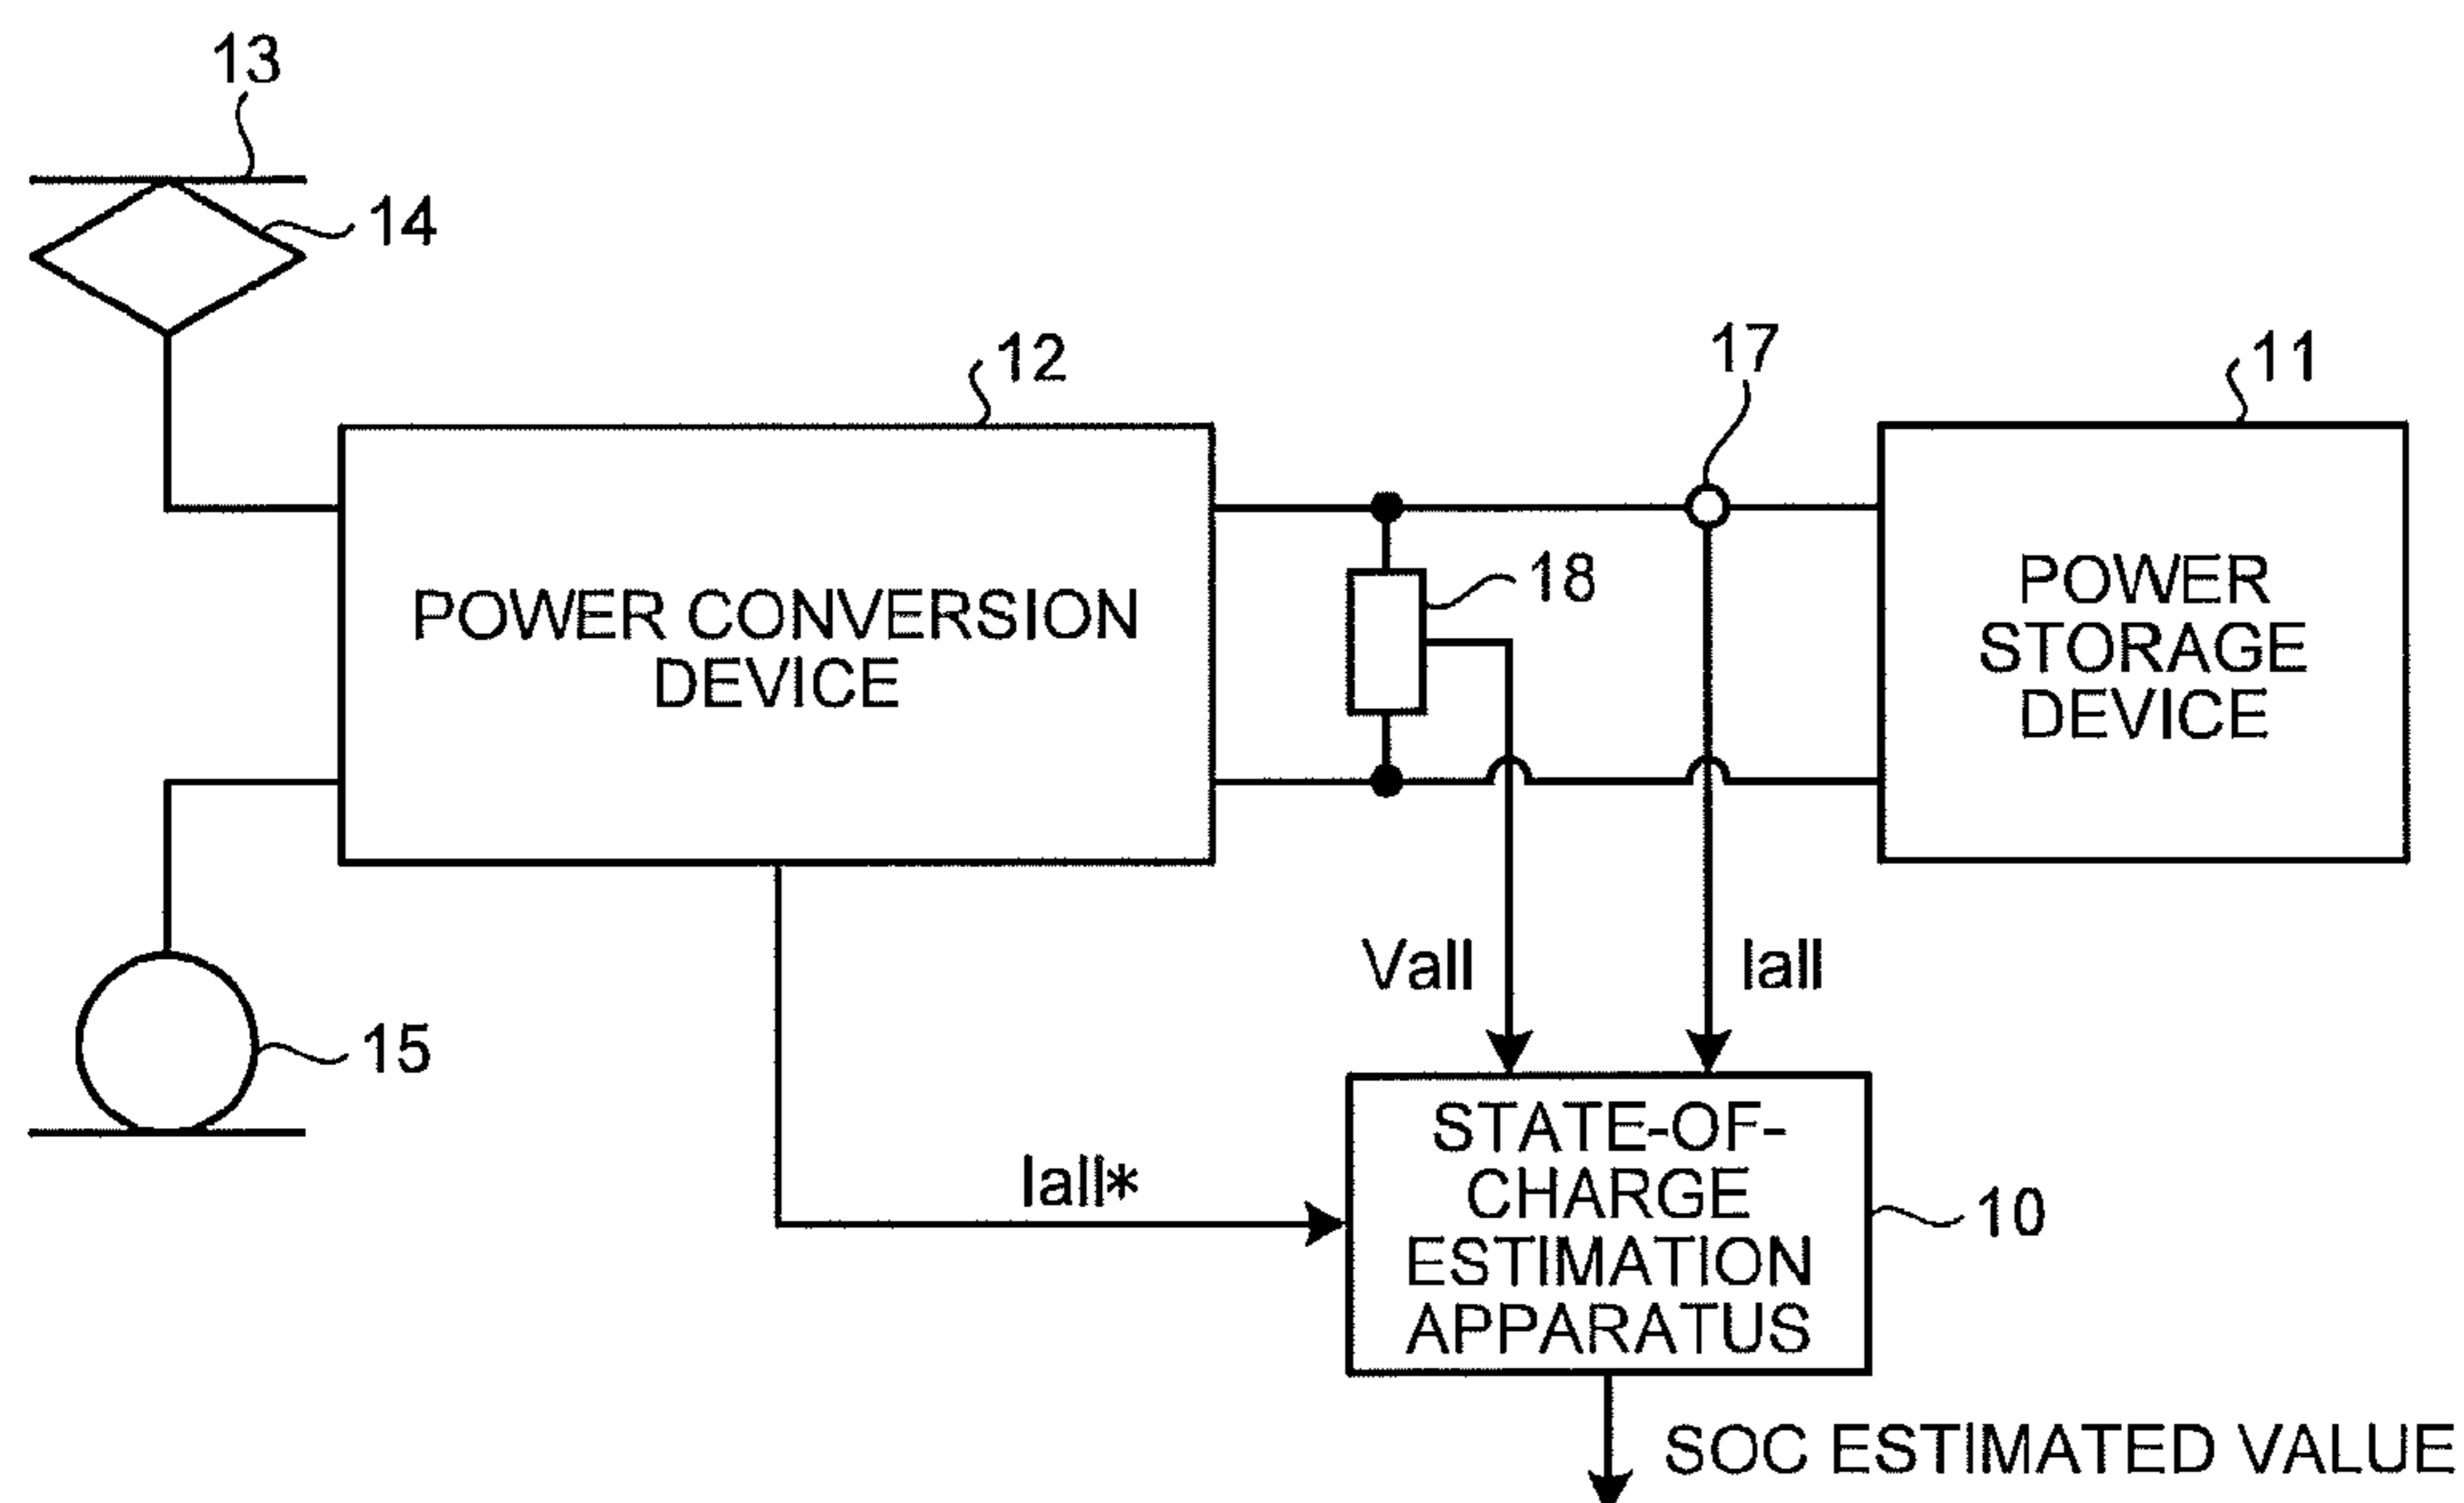 13
14
12
17
11
18
POWER CONVERSION
DEVICE
POWER
STORAGE
DEVICE
Vall
Iall
15
Iall*
STATE-OF-
CHARGE
ESTIMATION
APPARATUS
10
SOC ESTIMATED VALUE